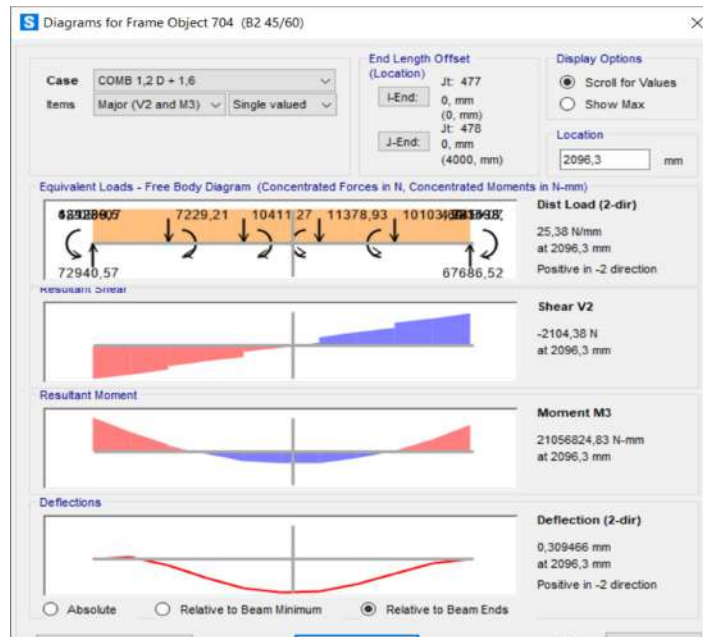 Diagrams for Frame Object 704 (B2 45/60)
Case COMB 1,2 D + 1,6
Items Major (V2 and M3) Single valued
End Length Offset
(Location)
Jt: 477
I-End: 0, mm
(0, mm)
Jt: 478
J-End: 0, mm
(4000, mm)
Display Options
Scroll for Values
Show Max
Location
2096,3 mm
Equivalent Loads - Free Body Diagram (Concentrated Forces in N, Concentrated Moments in N-mm)
7229,21 10411,27 11378,93
72940,57 67686,52
Dist Load (2-dir)
25,38 N/mm
at 2096,3 mm
Positive in -2 direction
Resultant Shear
Shear V2
-2104,38 N
at 2096,3 mm
Resultant Moment
Moment M3
21056824,83 N-mm
at 2096,3 mm
Deflections
Deflection (2-dir)
0,309466 mm
at 2096,3 mm
Positive in -2 direction
Absolute Relative to Beam Minimum Relative to Beam Ends